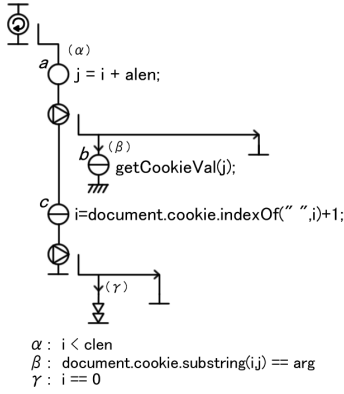 (α)
a j = i + alen;
(β)
b getCookieVal(j);
c i=document.cookie.indexOf(″ ″,i)+1;
(γ)
α : i < clen
β : document.cookie.substring(i,j) == arg
γ : i == 0